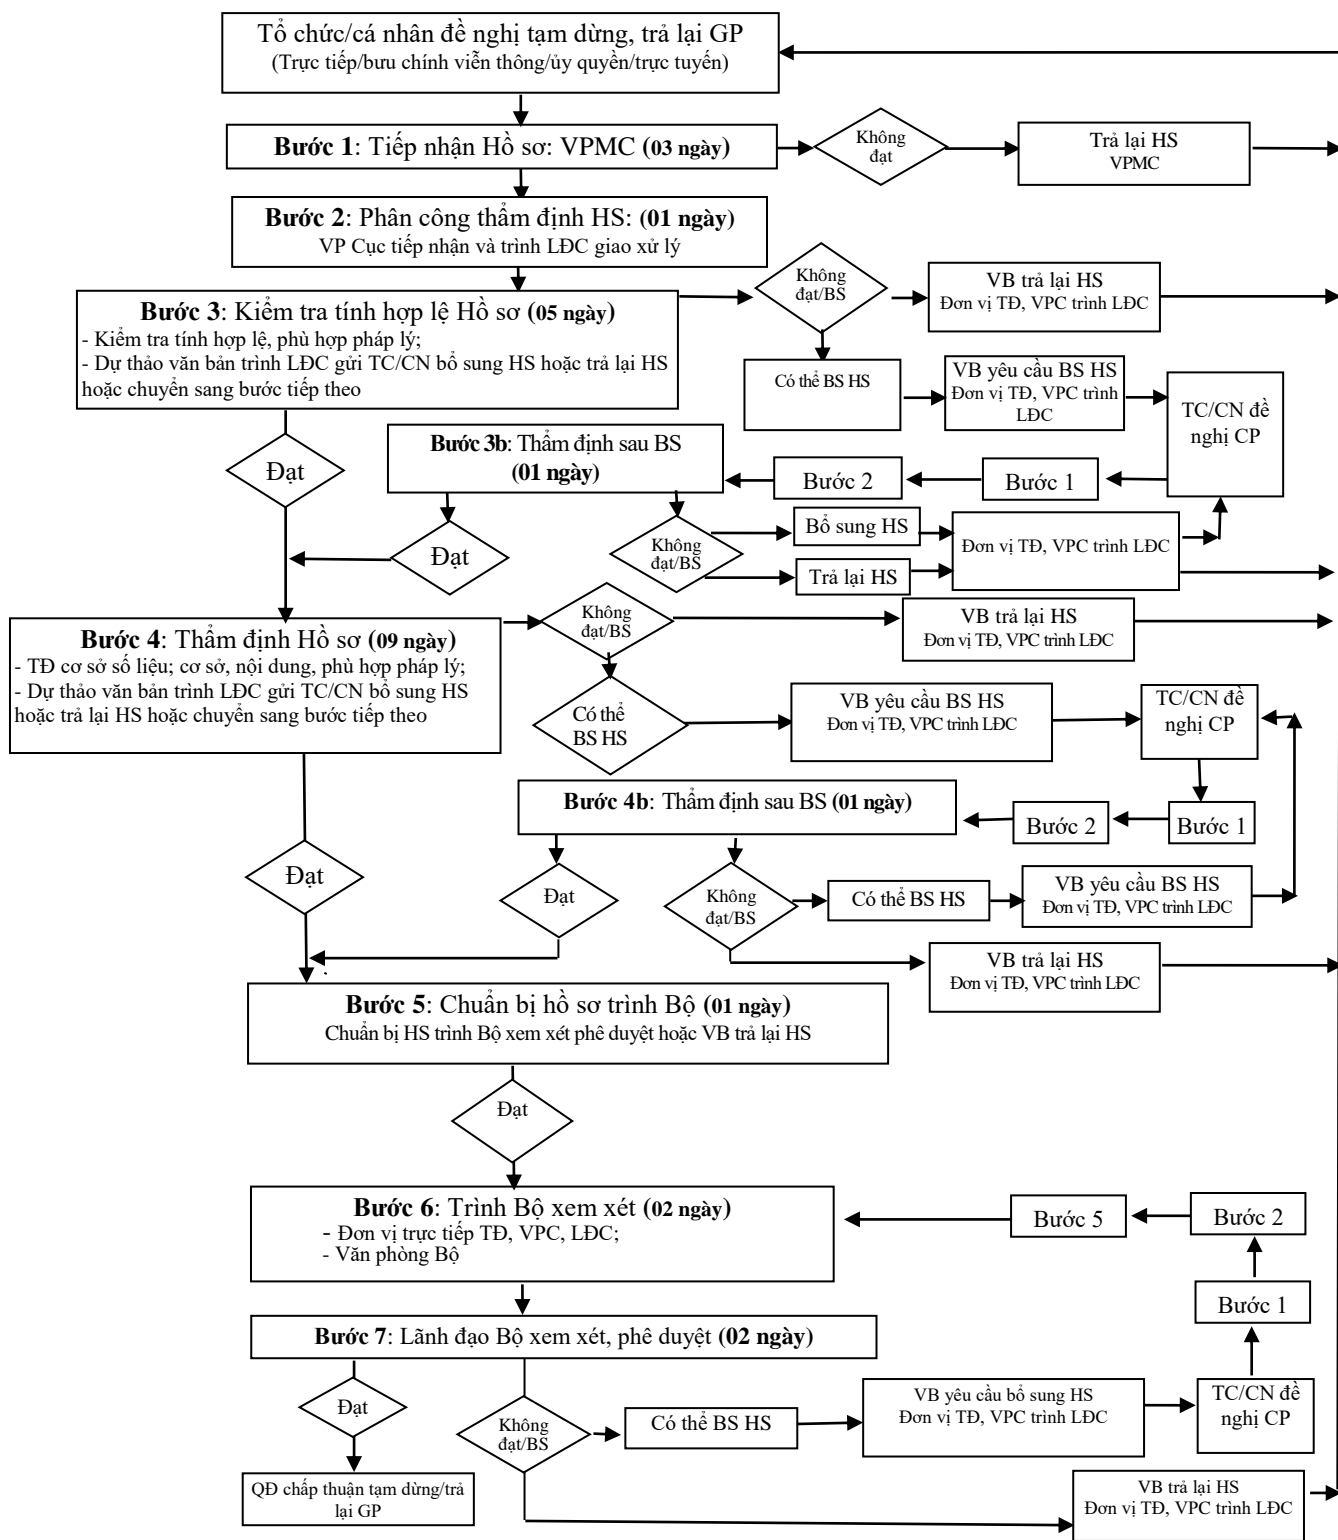 Tổ chức/cá nhân đề nghị tạm dừng, trả lại GP
(Trực tiếp/bưu chính viễn thông/ủy quyền/trực tuyến)
Bước 1: Tiếp nhận Hồ sơ: VPMC (03 ngày)
Không
đạt
Trả lại HS
VPMC
Bước 2: Phân công thẩm định HS: (01 ngày)
VP Cục tiếp nhận và trình LĐC giao xử lý
Bước 3: Kiểm tra tính hợp lệ Hồ sơ (05 ngày)
- Kiểm tra tính hợp lệ, phù hợp pháp lý;
- Dự thảo văn bản trình LĐC gửi TC/CN bổ sung HS hoặc trả lại HS
hoặc chuyển sang bước tiếp theo
Không
đạt/BS
VB trả lại HS
Đơn vị TĐ, VPC trình LĐC
Có thể BS HS
VB yêu cầu BS HS
Đơn vị TĐ, VPC trình
LĐC
TC/CN đề
nghị CP
Đạt
Bước 3b: Thẩm định sau BS
(01 ngày)
Bước 2
Bước 1
Đạt
Không
đạt/BS
Bổ sung HS
Trả lại HS
Đơn vị TĐ, VPC trình LĐC
Bước 4: Thẩm định Hồ sơ (09 ngày)
- TĐ cơ sở số liệu; cơ sở, nội dung, phù hợp pháp lý;
- Dự thảo văn bản trình LĐC gửi TC/CN bổ sung HS
hoặc trả lại HS hoặc chuyển sang bước tiếp theo
Không
đạt/BS
VB trả lại HS
Đơn vị TĐ, VPC trình LĐC
Có thể
BS HS
VB yêu cầu BS HS
Đơn vị TĐ, VPC trình LĐC
TC/CN đề
nghị CP
Bước 4b: Thẩm định sau BS (01 ngày)
Bước 2
Bước 1
Đạt
Đạt
Không
đạt/BS
Có thể BS HS
VB yêu cầu BS HS
Đơn vị TĐ, VPC trình LĐC
VB trả lại HS
Đơn vị TĐ, VPC trình LĐC
Bước 5: Chuẩn bị hồ sơ trình Bộ (01 ngày)
Chuẩn bị HS trình Bộ xem xét phê duyệt hoặc VB trả lại HS
Đạt
Bước 6: Trình Bộ xem xét (02 ngày)
- Đơn vị trực tiếp TĐ, VPC, LĐC;
- Văn phòng Bộ
Bước 5
Bước 2
Bước 1
Bước 7: Lãnh đạo Bộ xem xét, phê duyệt (02 ngày)
Đạt
Không
đạt/BS
Có thể BS HS
VB yêu cầu bổ sung HS
Đơn vị TĐ, VPC trình LĐC
TC/CN đề
nghị CP
QĐ chấp thuận tạm dừng/trả
lại GP
VB trả lại HS
Đơn vị TĐ, VPC trình LĐC